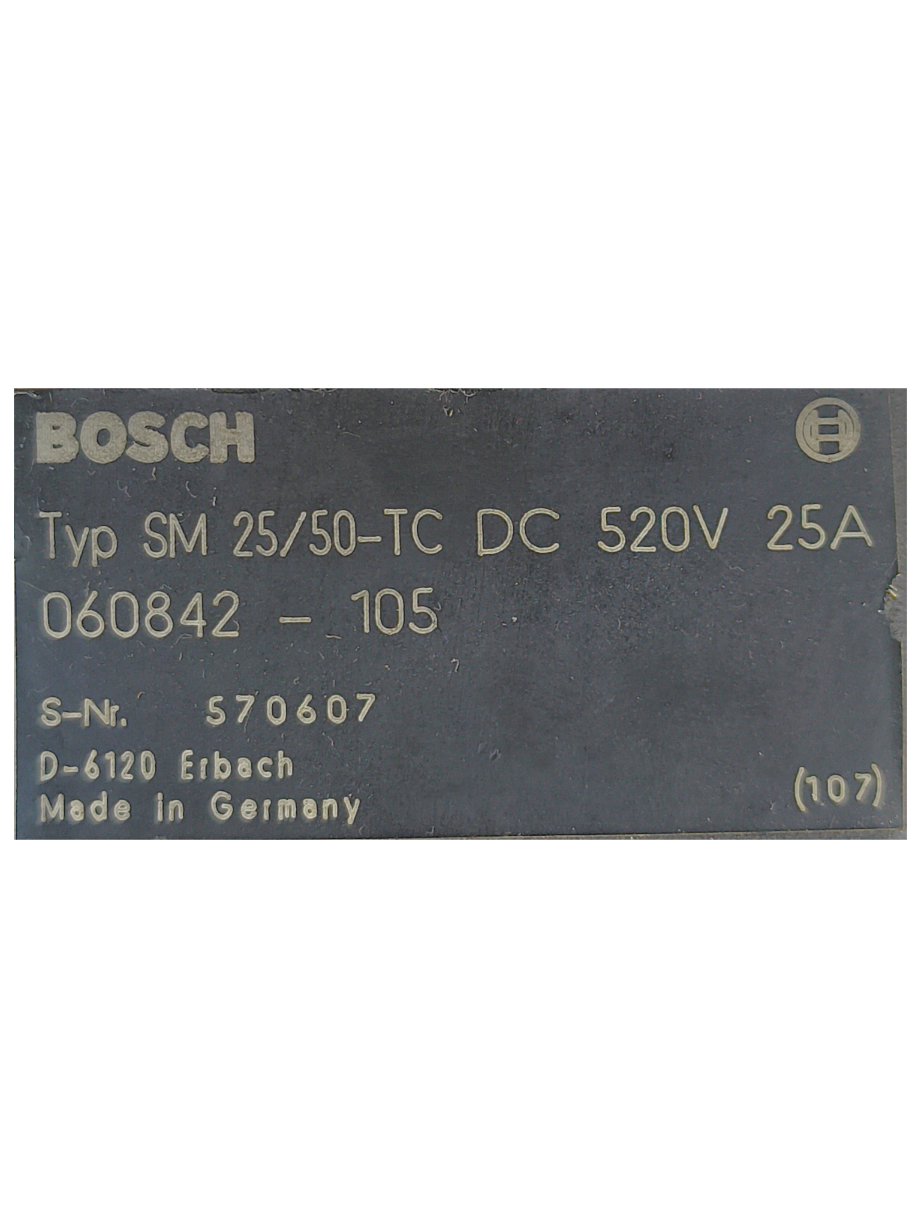 BOSCH
Typ SM 25/50-TC DC 520V 25A
060842 - 105
S-Nr. 570607
D-6120 Erbach
Made in Germany
(107)